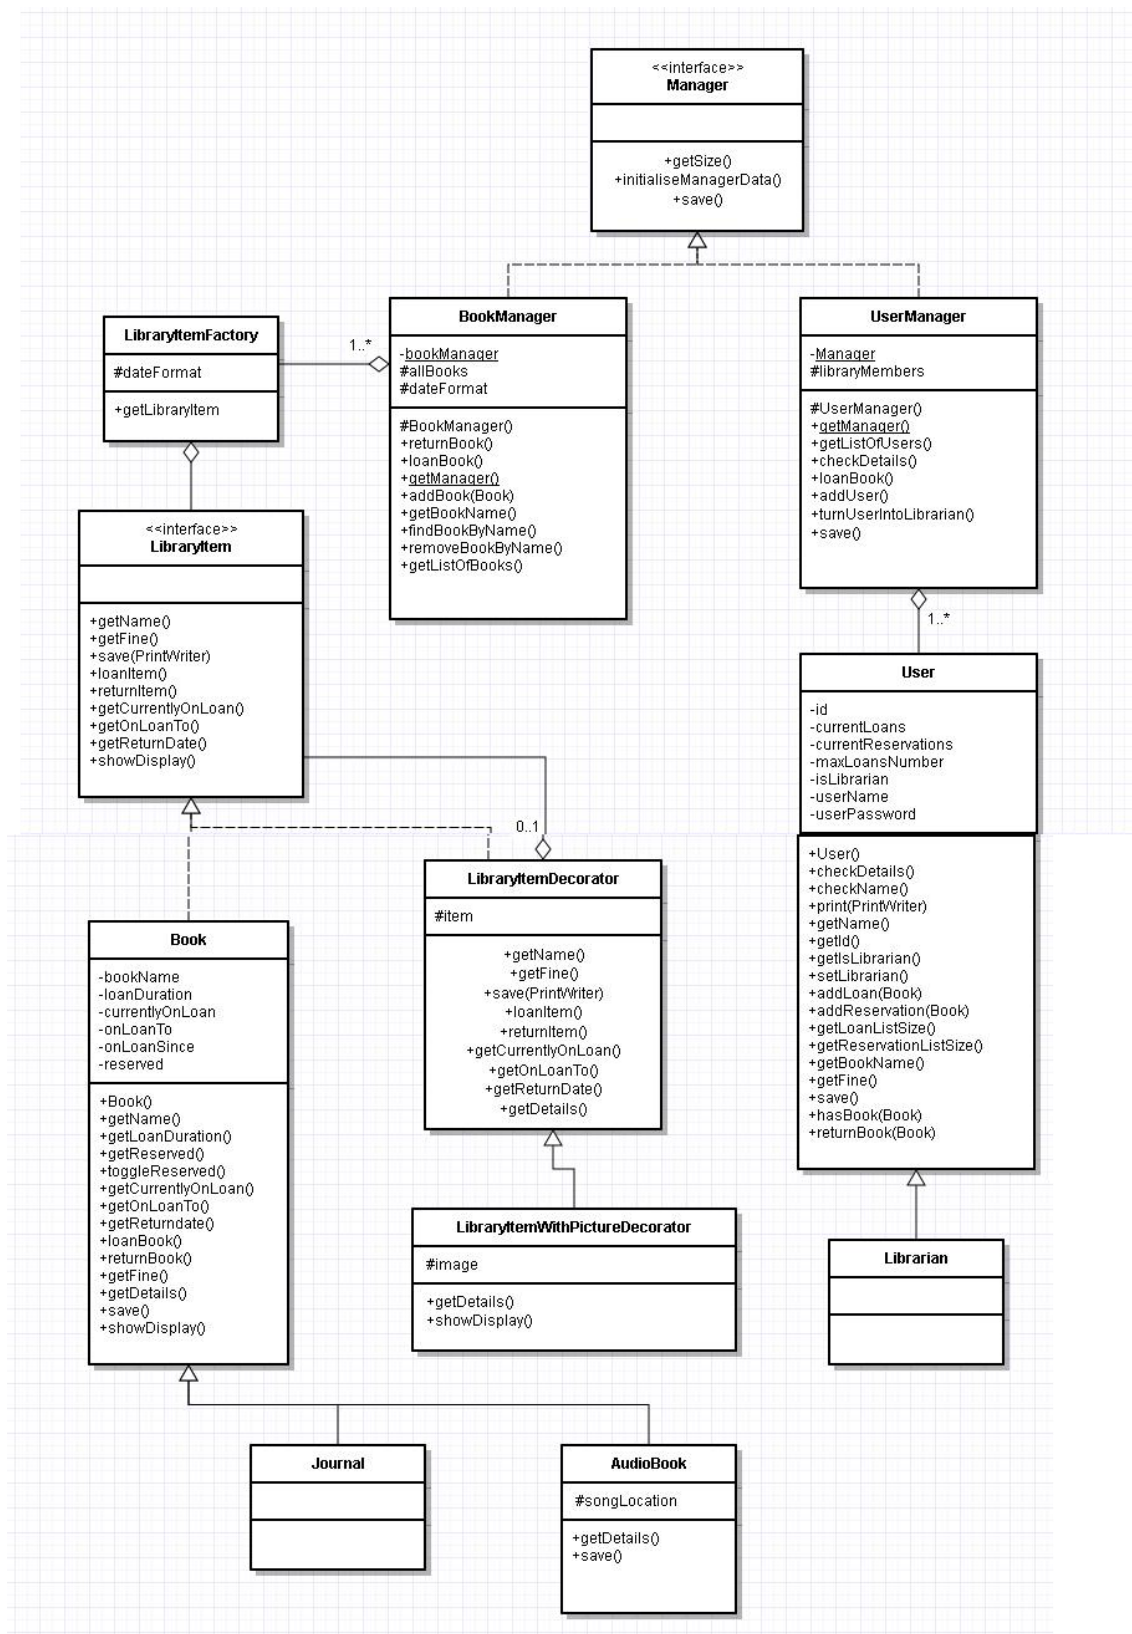 <<interface>>
Manager
+getSize()
+initialiseManagerData()
+save()
LibraryItemFactory
#dateFormat
+getLibraryItem
1..*
BookManager
-bookManager
#allBooks
#dateFormat
#BookManager()
+returnBook()
+loanBook()
+getManager()
+addBook(Book)
+getBookName()
+findBookByName()
+removeBookByName()
+getListOfBooks()
UserManager
-Manager
#libraryMembers
#UserManager()
+getManager()
+getListOfUsers()
+checkDetails()
+loanBook()
+addUser()
+turnUserIntoLibrarian()
+save()
1..*
<<interface>>
LibraryItem
+getName()
+getFine()
+save(PrintWriter)
+loanItem()
+returnItem()
+getCurrentlyOnLoan()
+getOnLoanTo()
+getReturnDate()
+showDisplay()
0..1
User
-id
-currentLoans
-currentReservations
-maxLoansNumber
-isLibrarian
-userName
-userPassword
+User()
+checkDetails()
+checkName()
+print(PrintWriter)
+getName()
+getId()
+getIsLibrarian()
+setLibrarian()
+addLoan(Book)
+addReservation(Book)
+getLoanListSize()
+getReservationListSize()
+getBookName()
+getFine()
+save()
+hasBook(Book)
+returnBook(Book)
LibraryItemDecorator
#item
+getName()
+getFine()
+save(PrintWriter)
+loanItem()
+returnItem()
+getCurrentlyOnLoan()
+getOnLoanTo()
+getReturnDate()
+getDetails()
Book
-bookName
-loanDuration
-currentlyOnLoan
-onLoanTo
-onLoanSince
-reserved
+Book()
+getName()
+getLoanDuration()
+getReserved()
+toggleReserved()
+getCurrentlyOnLoan()
+getOnLoanTo()
+getReturndate()
+loanBook()
+returnBook()
+getFine()
+getDetails()
+save()
+showDisplay()
LibraryItemWithPictureDecorator
#image
+getDetails()
+showDisplay()
Librarian
Journal
AudioBook
#songLocation
+getDetails()
+save()